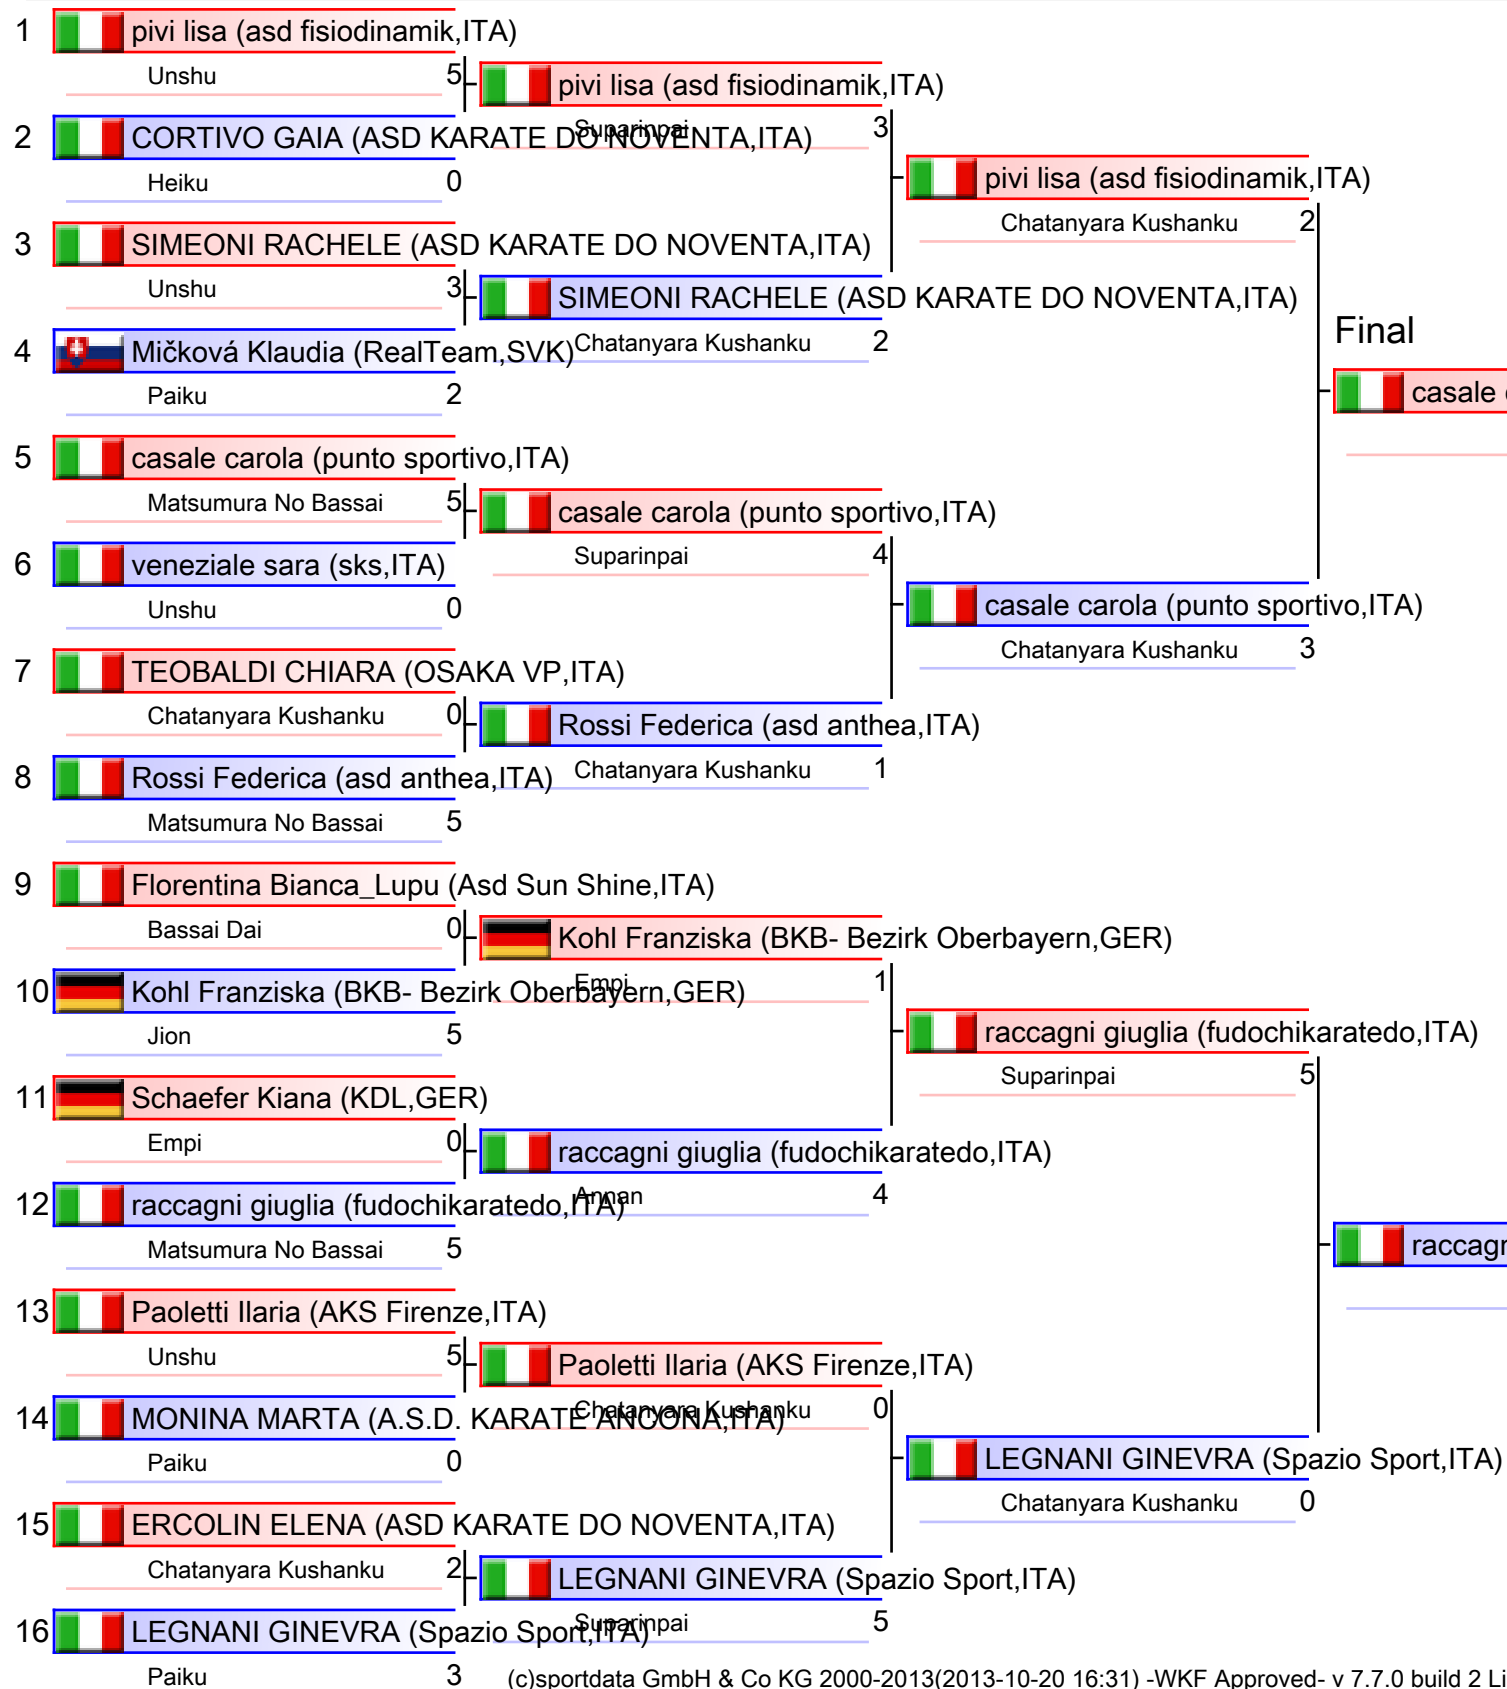 1 pivi lisa (asd fisiodinamik,ITA)
Unshu 5
2 CORTIVO GAIA (ASD KARATE DO NOVENTA,ITA)
Heiku 0
3 SIMEONI RACHELE (ASD KARATE DO NOVENTA,ITA)
Unshu 3
4 Mičková Klaudia (RealTeam,SVK)
Paiku 2
5 casale carola (punto sportivo,ITA)
Matsumura No Bassai 5
6 veneziale sara (sks,ITA)
Unshu 0
7 TEOBALDI CHIARA (OSAKA VP,ITA)
Chatanyara Kushanku 0
8 Rossi Federica (asd anthea,ITA)
Matsumura No Bassai 5
9 Florentina Bianca_Lupu (Asd Sun Shine,ITA)
Bassai Dai 0
10 Kohl Franziska (BKB- Bezirk Oberbayern,GER)
Jion 5
11 Schaefer Kiana (KDL,GER)
Empi 0
12 raccagni giuglia (fudochikaratedo,ITA)
Matsumura No Bassai 5
13 Paoletti Ilaria (AKS Firenze,ITA)
Unshu 5
14 MONINA MARTA (A.S.D. KARATE ANCONA,ITA)
Paiku 0
15 ERCOLIN ELENA (ASD KARATE DO NOVENTA,ITA)
Chatanyara Kushanku 2
16 LEGNANI GINEVRA (Spazio Sport,ITA)
Paiku 3
pivi lisa (asd fisiodinamik,ITA)
Suparinpai 3
SIMEONI RACHELE (ASD KARATE DO NOVENTA,ITA)
Chatanyara Kushanku 2
casale carola (punto sportivo,ITA)
Suparinpai 4
Rossi Federica (asd anthea,ITA)
Chatanyara Kushanku 1
Kohl Franziska (BKB- Bezirk Oberbayern,GER)
Empi 1
raccagni giuglia (fudochikaratedo,ITA)
Annan 4
Paoletti Ilaria (AKS Firenze,ITA)
Chatanyara Kushanku 0
LEGNANI GINEVRA (Spazio Sport,ITA)
Suparinpai 5
pivi lisa (asd fisiodinamik,ITA)
Chatanyara Kushanku 2
casale carola (punto sportivo,ITA)
Chatanyara Kushanku 3
raccagni giuglia (fudochikaratedo,ITA)
Suparinpai 5
LEGNANI GINEVRA (Spazio Sport,ITA)
Chatanyara Kushanku 0
Final
casale
(c)sportdata GmbH & Co KG 2000-2013(2013-10-20 16:31) -WKF Approved- v 7.7.0 build 2